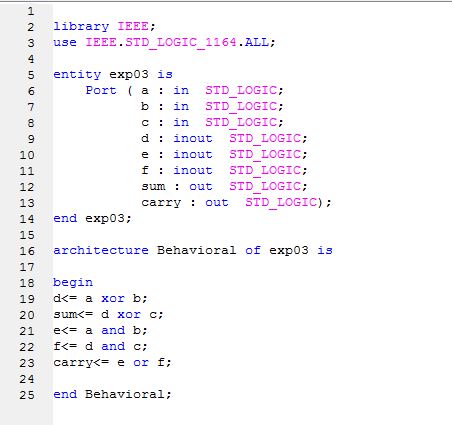 1
2 library IEEE;
3 use IEEE.STD_LOGIC_1164.ALL;
4
5 entity exp03 is
6     Port ( a : in  STD_LOGIC;
7            b : in  STD_LOGIC;
8            c : in  STD_LOGIC;
9            d : inout  STD_LOGIC;
10            e : inout  STD_LOGIC;
11            f : inout  STD_LOGIC;
12            sum : out  STD_LOGIC;
13            carry : out  STD_LOGIC);
14 end exp03;
15
16 architecture Behavioral of exp03 is
17
18 begin
19 d<= a xor b;
20 sum<= d xor c;
21 e<= a and b;
22 f<= d and c;
23 carry<= e or f;
24
25 end Behavioral;